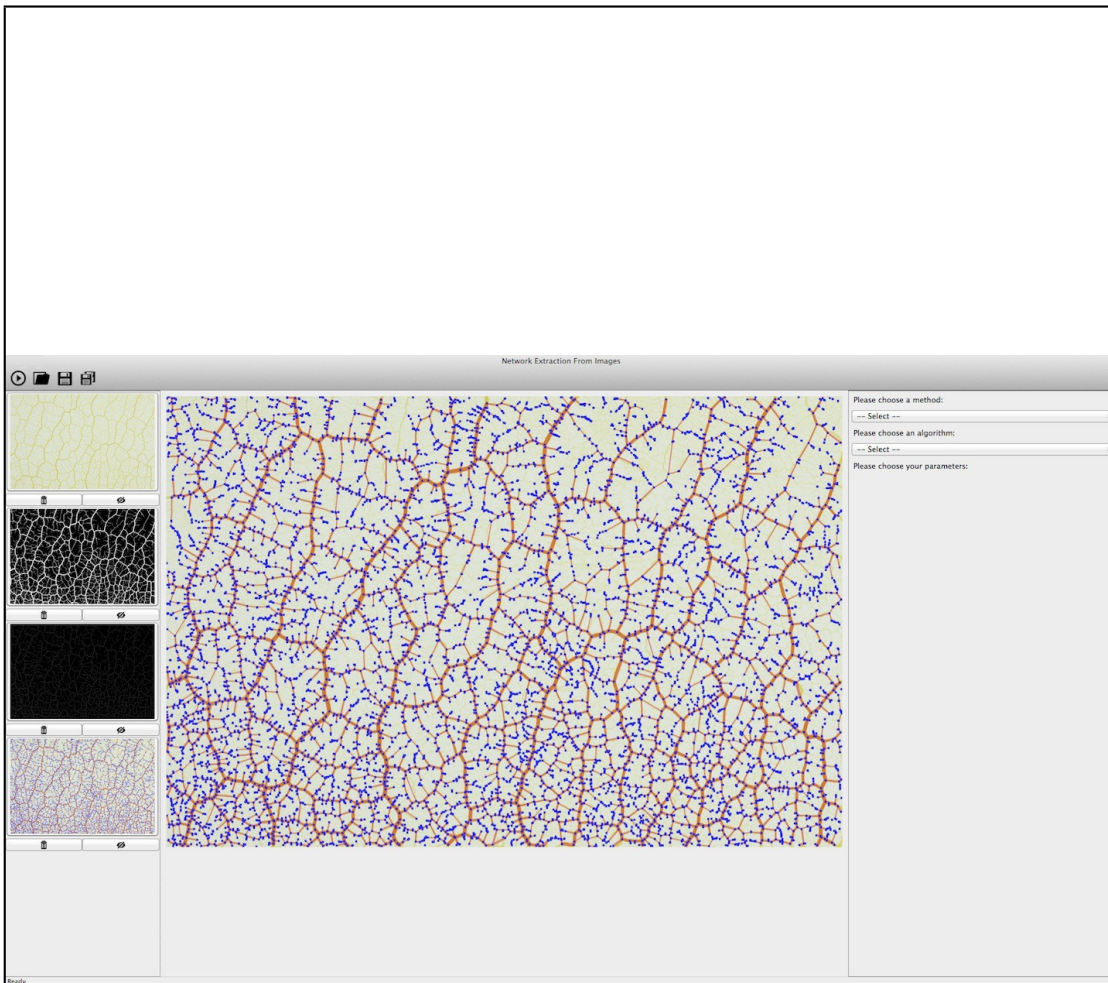 Network Extraction From Images
Please choose a method:
-- Select --
Please choose an algorithm:
-- Select --
Please choose your parameters:
Ready